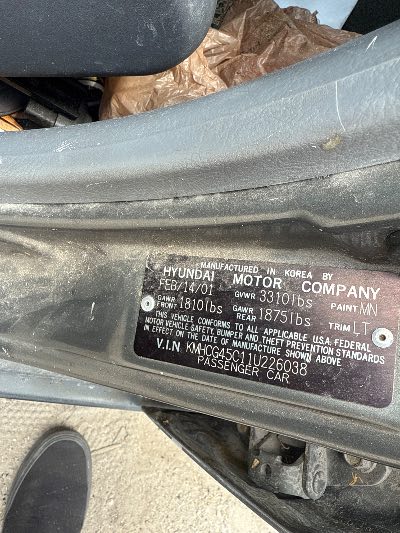 MANUFACTURED IN KOREA BY
HYUNDAI MOTOR COMPANY
FEB/14/01 GVWR 3310lbs PAINT MN
GAWR FRONT 1810lbs GAWR REAR 1875lbs TRIM LT
THIS VEHICLE CONFORMS TO ALL APPLICABLE U.S.A. FEDERAL
MOTOR VEHICLE SAFETY, BUMPER, AND THEFT PREVENTION STANDARDS
IN EFFECT ON THE DATE OF MANUFACTURE SHOWN ABOVE
V.I.N KMHCG45C11U226038
PASSENGER CAR